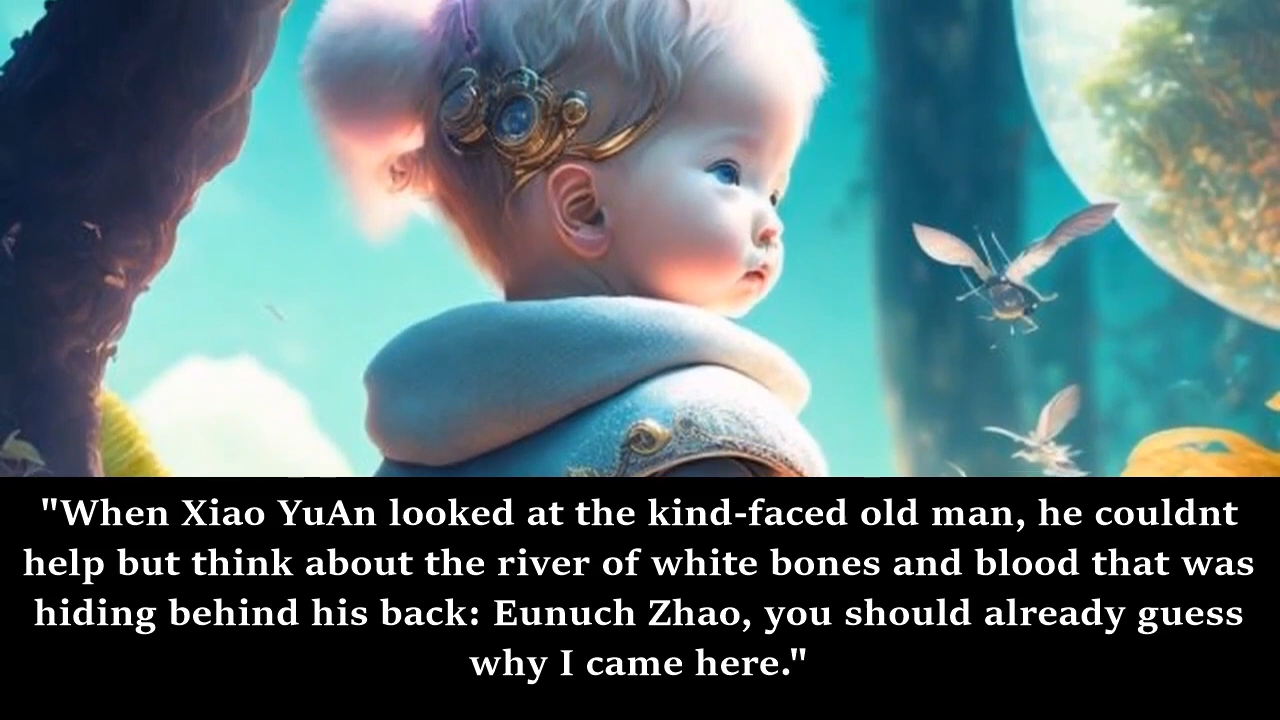 "When Xiao YuAn looked at the kind-faced old man, he couldnt
help but think about the river of white bones and blood that was
hiding behind his back: Eunuch Zhao, you should already guess
why I came here."